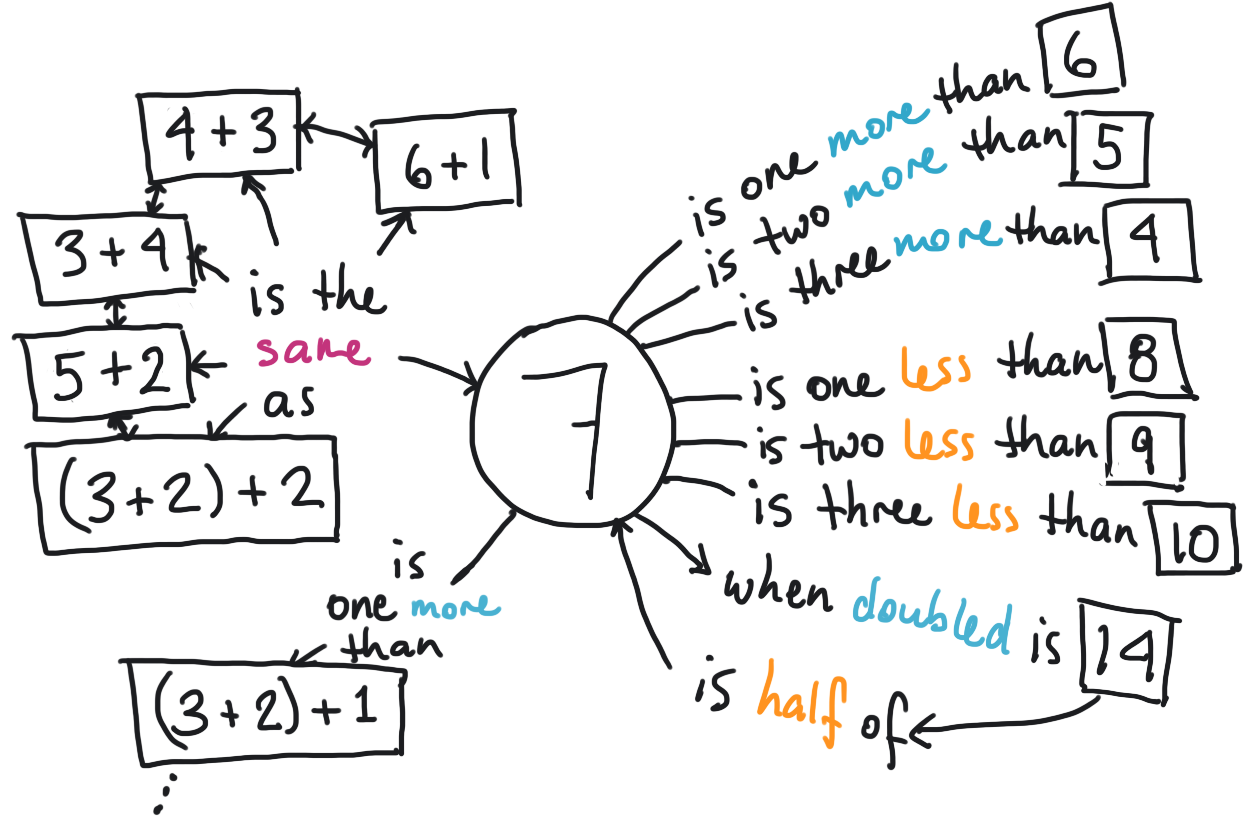 4 + 3
6 + 1
3 + 4
5 + 2
(3 + 2) + 2
is the
same
as
7
is one more than 6
is two more than 5
is three more than 4
is one less than 8
is two less than 9
is three less than 10
when doubled is 14
is half of
is
one more
than
(3 + 2) + 1